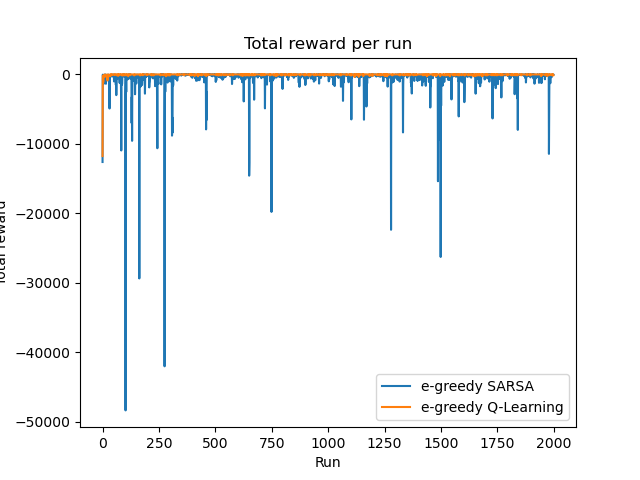 Total reward per run
0
−10000
−20000
−30000
−40000
−50000
Total reward
0 250 500 750 1000 1250 1500 1750 2000
Run
e-greedy SARSA
e-greedy Q-Learning